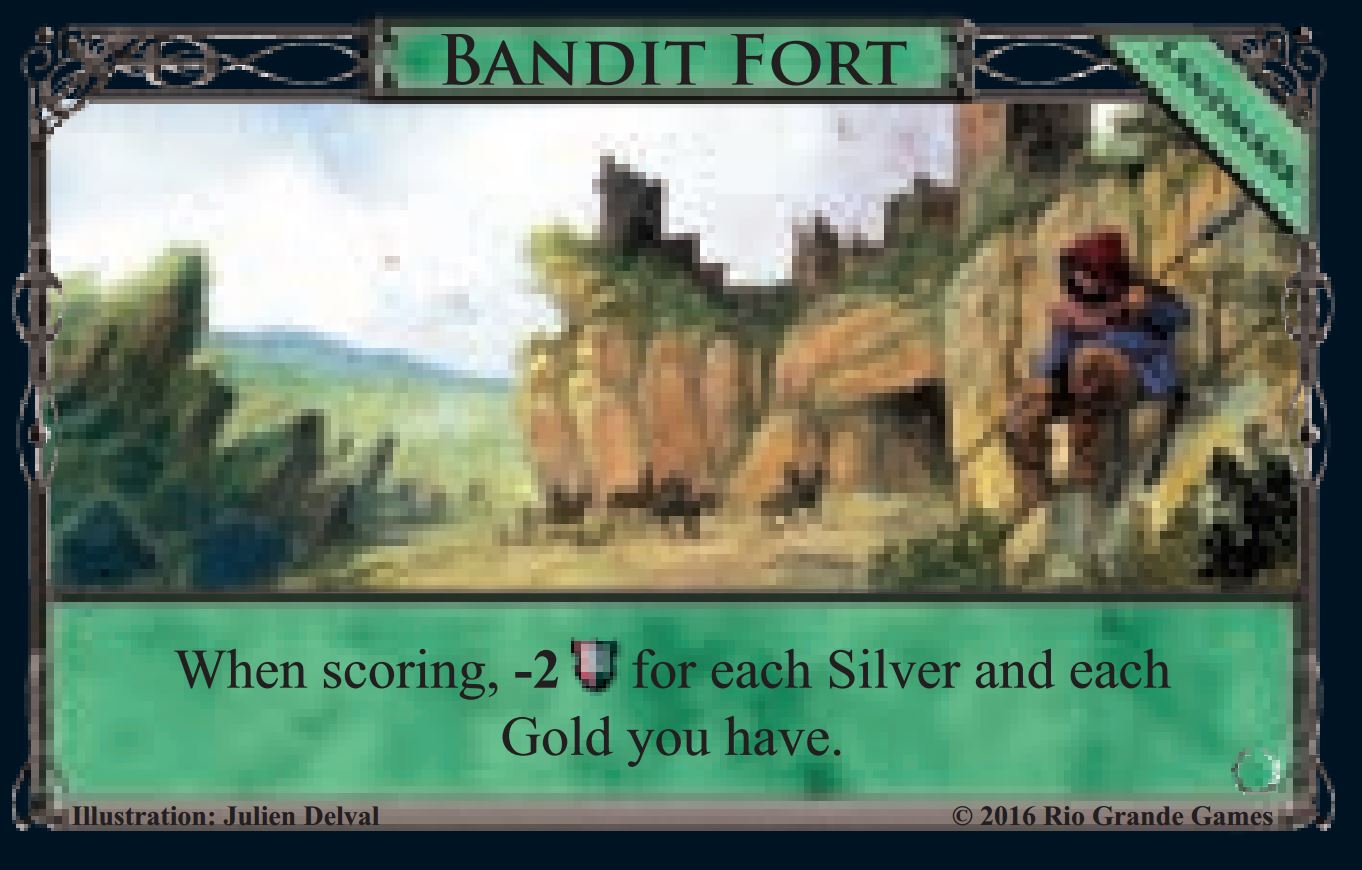 BANDIT FORT
LANDMARK
When scoring, -2 for each Silver and each
Gold you have.
Illustration: Julien Delval
© 2016 Rio Grande Games